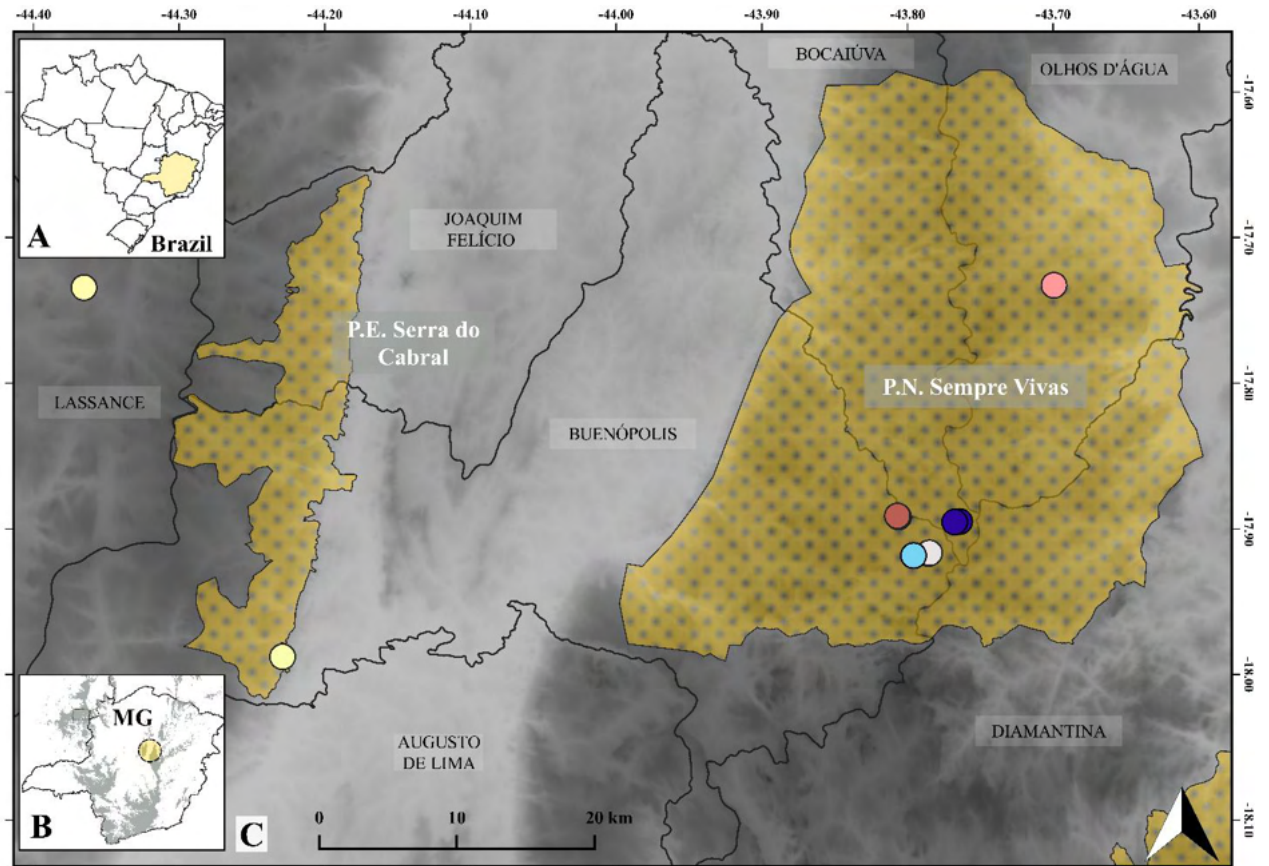 -44.40 -44.30 -44.20 -44.10 -44.00 -43.90 -43.80 -43.70 -43.60
A
Brazil
BOCAIÚVA
OLHOS D'ÁGUA
-17.60
JOAQUIM
FELÍCIO
-17.70
P.E. Serra do
Cabral
P.N. Sempre Vivas
-17.80
LASSANCE
BUENÓPOLIS
-17.90
-18.00
MG
B
AUGUSTO
DE LIMA
DIAMANTINA
C
0 10 20 km
-18.10